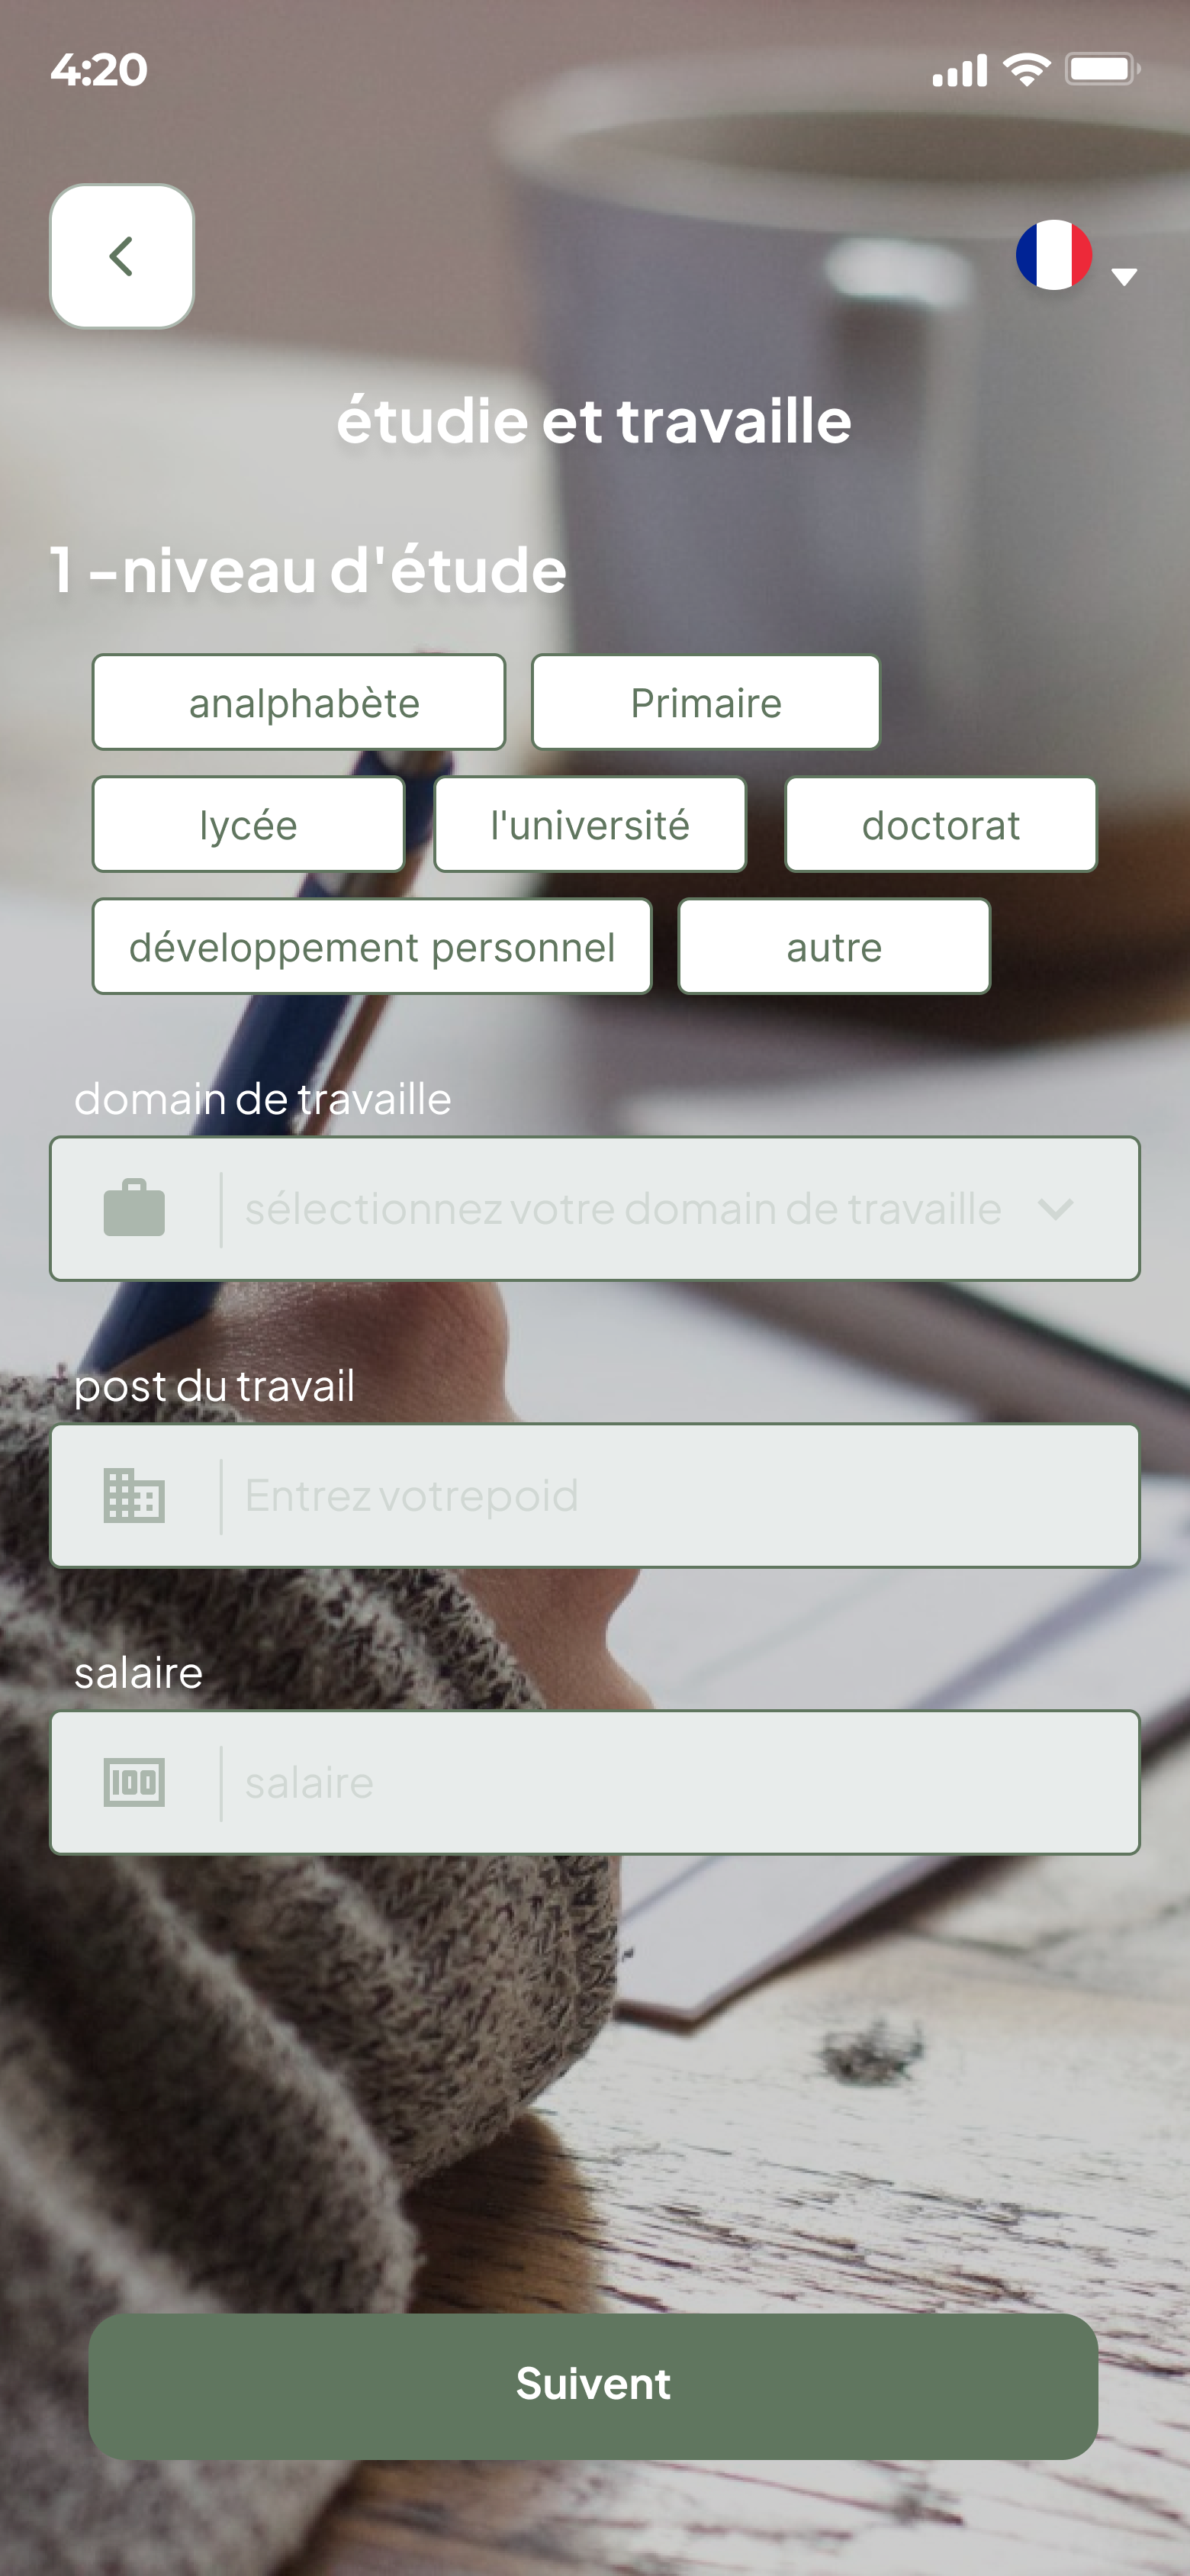 4:20
étudie et travaille
1 -niveau d'étude
analphabète Primaire
lycée l'université doctorat
développement personnel autre
domain de travaille
sélectionnez votre domain de travaille
post du travail
Entrez votrepoid
salaire
100 salaire
Suivent